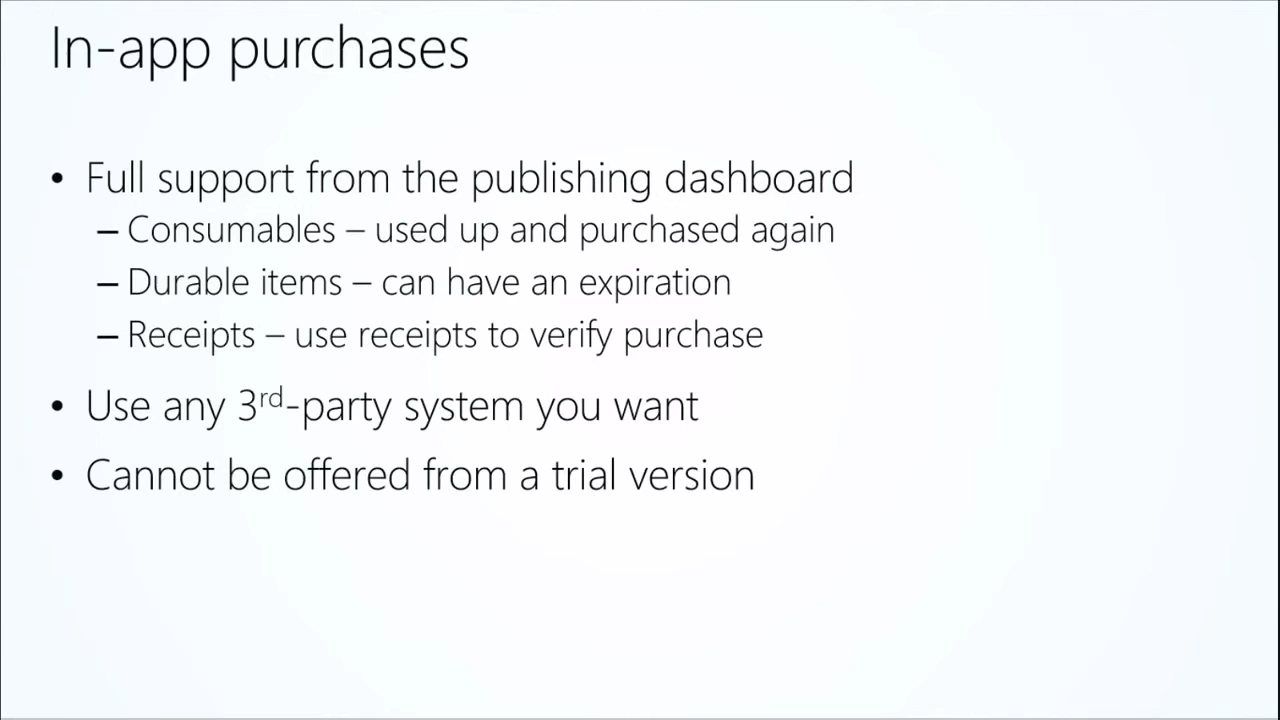 In-app purchases
• Full support from the publishing dashboard
– Consumables – used up and purchased again
– Durable items – can have an expiration
– Receipts – use receipts to verify purchase
• Use any 3rd-party system you want
• Cannot be offered from a trial version